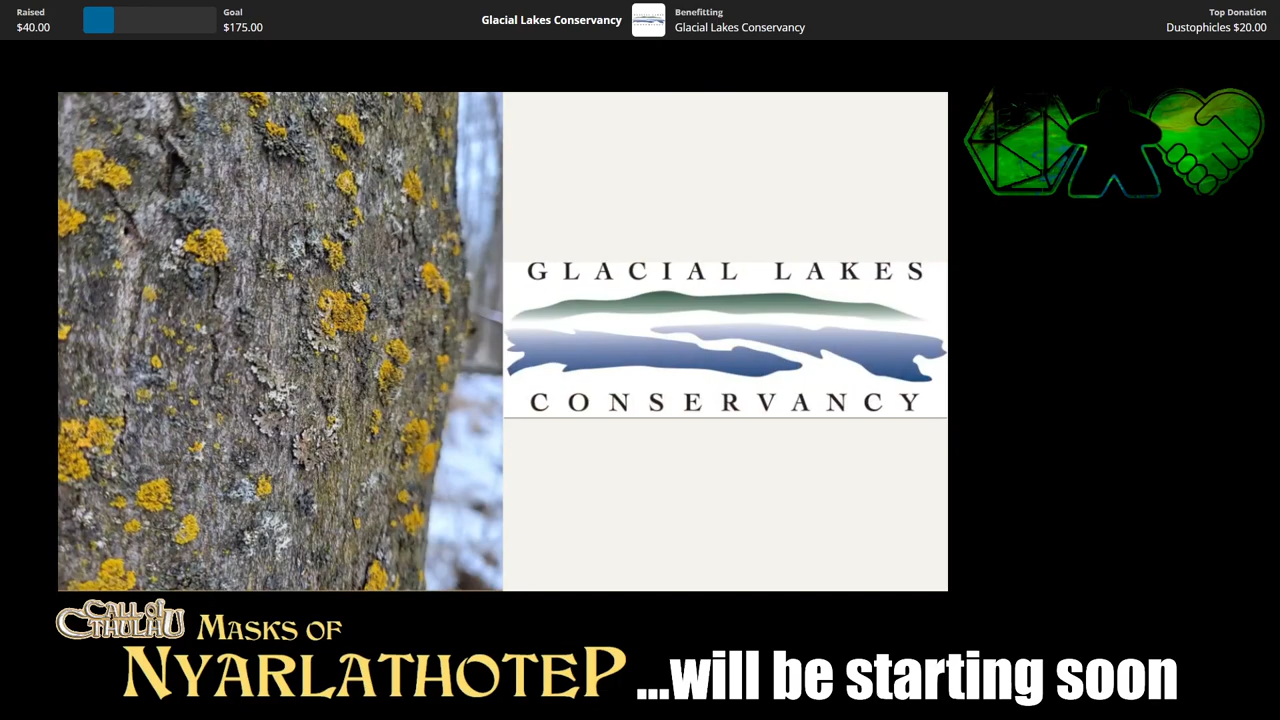 Raised
$40.00
Goal
$175.00
Glacial Lakes Conservancy
Benefitting
Glacial Lakes Conservancy
Top Donation
Dustophicles $20.00
GLACIAL LAKES
CONSERVANCY
CALL of
CTHULHU
MASKS OF
NYARLATHOTEP
...will be starting soon